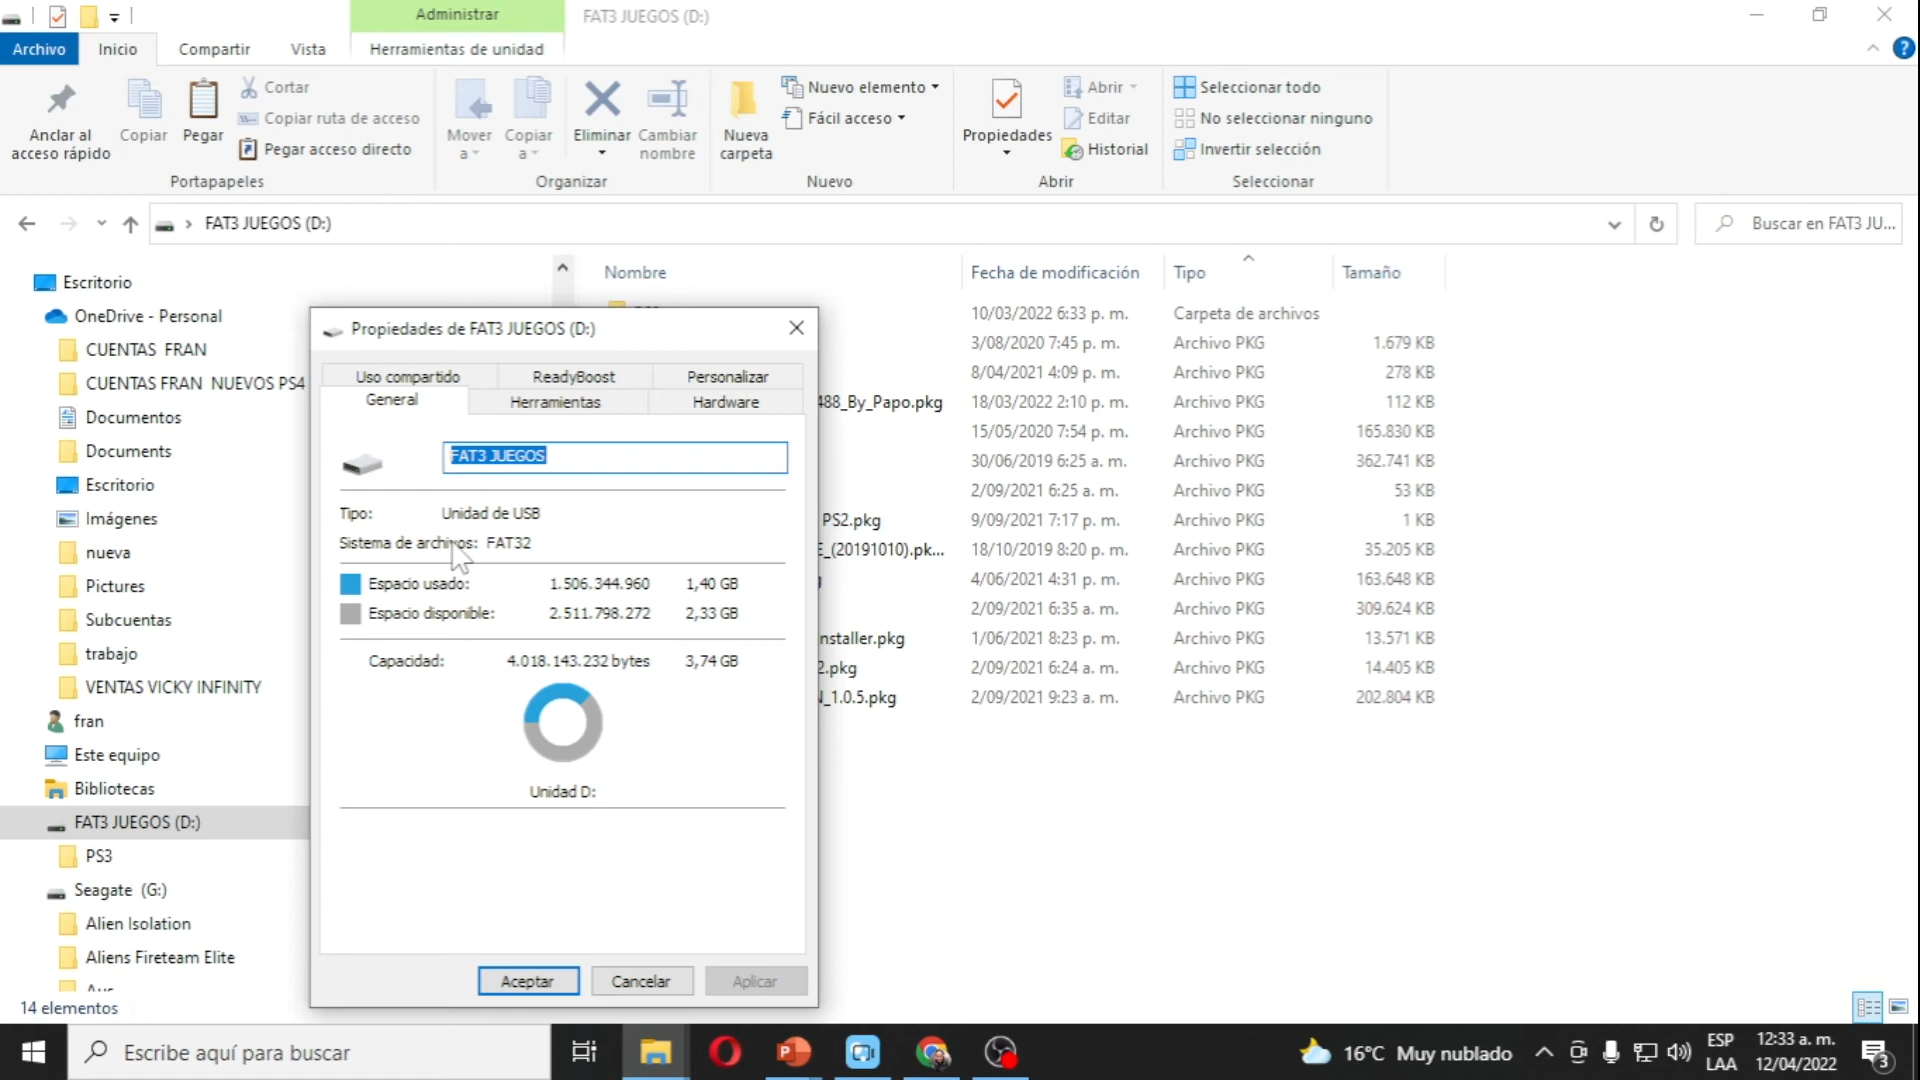 Administrar
FAT3 JUEGOS (D:)
Archivo
Inicio
Compartir
Vista
Herramientas de unidad
Anclar al
acceso rápido
Copiar
Pegar
Cortar
Copiar ruta de acceso
Pegar acceso directo
Portapapeles
Mover
a
Copiar
a
Eliminar
Cambiar
nombre
Organizar
Nueva
carpeta
Nuevo elemento
Fácil acceso
Nuevo
Propiedades
Abrir
Editar
Historial
Abrir
Seleccionar todo
No seleccionar ninguno
Invertir selección
Seleccionar
FAT3 JUEGOS (D:)
Buscar en FAT3 JU...
Escritorio
OneDrive - Personal
CUENTAS FRAN
CUENTAS FRAN NUEVOS PS4
Documentos
Documents
Escritorio
Imágenes
nueva
Pictures
Subcuentas
trabajo
VENTAS VICKY INFINITY
fran
Este equipo
Bibliotecas
FAT3 JUEGOS (D:)
PS3
Seagate (G:)
Alien Isolation
Aliens Fireteam Elite
14 elementos
Nombre Fecha de modificación Tipo Tamaño
10/03/2022 6:33 p. m. Carpeta de archivos
3/08/2020 7:45 p. m. Archivo PKG 1.679 KB
8/04/2021 4:09 p. m. Archivo PKG 278 KB
488_By_Papo.pkg 18/03/2022 2:10 p. m. Archivo PKG 112 KB
15/05/2020 7:54 p. m. Archivo PKG 165.830 KB
30/06/2019 6:25 a. m. Archivo PKG 362.741 KB
2/09/2021 6:25 a. m. Archivo PKG 53 KB
PS2.pkg 9/09/2021 7:17 p. m. Archivo PKG 1 KB
E_(20191010).pk... 18/10/2019 8:20 p. m. Archivo PKG 35.205 KB
4/06/2021 4:31 p. m. Archivo PKG 163.648 KB
2/09/2021 6:35 a. m. Archivo PKG 309.624 KB
nstaller.pkg 1/06/2021 8:23 p. m. Archivo PKG 13.571 KB
2.pkg 2/09/2021 6:24 a. m. Archivo PKG 14.405 KB
_1.0.5.pkg 2/09/2021 9:23 a. m. Archivo PKG 202.804 KB
Propiedades de FAT3 JUEGOS (D:)
Uso compartido ReadyBoost Personalizar
General Herramientas Hardware
FAT3 JUEGOS
Tipo: Unidad de USB
Sistema de archivos: FAT32
Espacio usado: 1.506.344.960 1,40 GB
Espacio disponible: 2.511.798.272 2,33 GB
Capacidad: 4.018.143.232 bytes 3,74 GB
Unidad D:
Aceptar Cancelar Aplicar
Escribe aquí para buscar
16°C Muy nublado
ESP
LAA
12:33 a. m.
12/04/2022
3